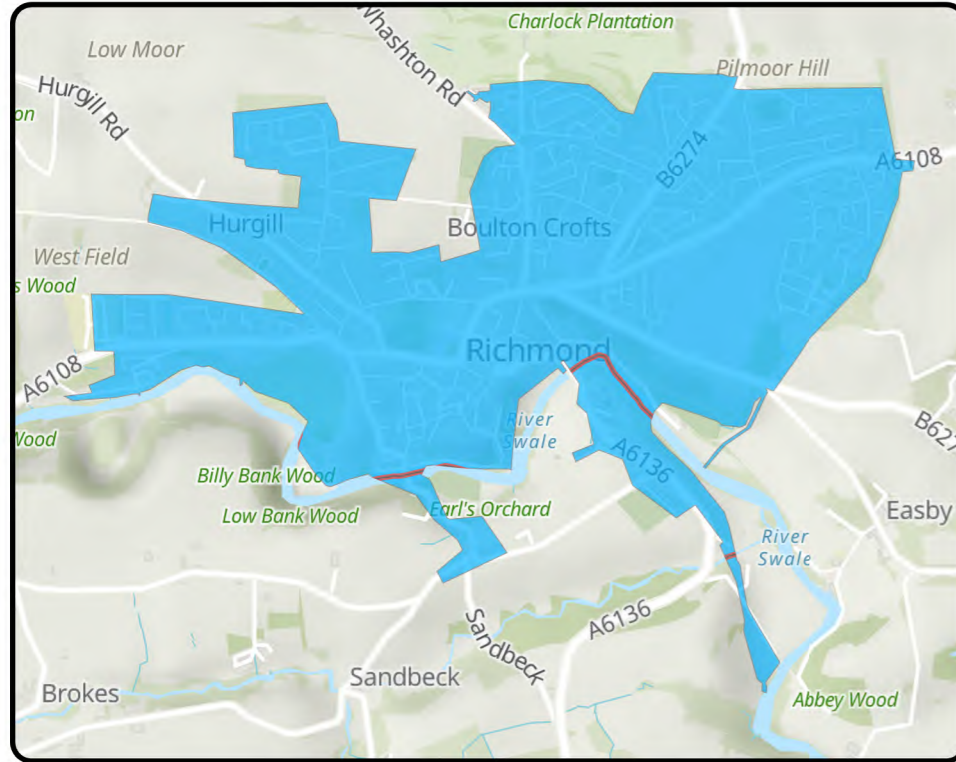 Charlock Plantation
Low Moor
Whashton Rd
Pilmoor Hill
Hurgill Rd
on
B6274
A6108
Hurgill
Boulton Crofts
West Field
s Wood
Richmond
A6108
River
Swale
B627
Wood
A6136
Billy Bank Wood
Low Bank Wood
Earl's Orchard
Easby
River
Swale
A6136
Sandbeck
Sandbeck
Brokes
Abbey Wood